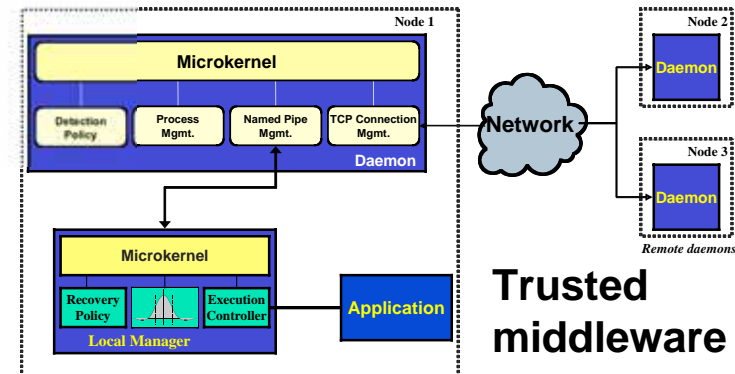 Node 1
Microkernel
Detection
Policy
Process
Mgmt.
Named Pipe
Mgmt.
TCP Connection
Mgmt.
Daemon
Network
Node 2
Daemon
Node 3
Daemon
Remote daemons
Microkernel
Recovery
Policy
Execution
Controller
Local Manager
Application
Trusted
middleware